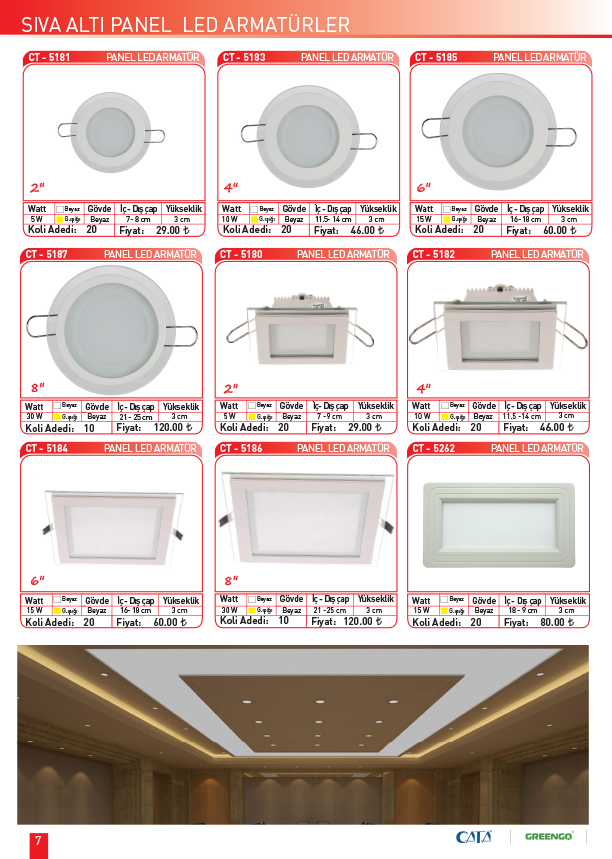 SIVA ALTI PANEL LED ARMATÜRLER
CT - 5181 PANEL LED ARMATÜR
2"
Watt Beyaz Gövde İç- Dış çap Yükseklik
5 W G.ışığı Beyaz 7- 8 cm 3 cm
Koli Adedi: 20 Fiyat: 29.00 ₺
CT - 5183 PANEL LED ARMATÜR
4"
Watt Beyaz Gövde İç- Dış çap Yükseklik
10 W G.ışığı Beyaz 11.5- 14 cm 3 cm
Koli Adedi: 20 Fiyat: 46.00 ₺
CT - 5185 PANEL LED ARMATÜR
6"
Watt Beyaz Gövde İç- Dış çap Yükseklik
15 W G.ışığı Beyaz 16- 18 cm 3 cm
Koli Adedi: 20 Fiyat: 60.00 ₺
CT - 5187 PANEL LED ARMATÜR
8"
Watt Beyaz Gövde İç- Dış çap Yükseklik
30 W G.ışığı Beyaz 21 - 25 cm 3 cm
Koli Adedi: 10 Fiyat: 120.00 ₺
CT - 5180 PANEL LED ARMATÜR
2"
Watt Beyaz Gövde İç- Dış çap Yükseklik
5 W G.ışığı Beyaz 7 -9 cm 3 cm
Koli Adedi: 20 Fiyat: 29.00 ₺
CT - 5182 PANEL LED ARMATÜR
4"
Watt Beyaz Gövde İç- Dış çap Yükseklik
10 W G.ışığı Beyaz 11.5 -14 cm 3 cm
Koli Adedi: 20 Fiyat: 46.00 ₺
CT - 5184 PANEL LED ARMATÜR
6"
Watt Beyaz Gövde İç- Dış çap Yükseklik
15 W G.ışığı Beyaz 16- 18 cm 3 cm
Koli Adedi: 20 Fiyat: 60.00 ₺
CT - 5186 PANEL LED ARMATÜR
8"
Watt Beyaz Gövde İç- Dış çap Yükseklik
30 W G.ışığı Beyaz 21 -25 cm 3 cm
Koli Adedi: 10 Fiyat: 120.00 ₺
CT - 5262 PANEL LED ARMATÜR
Watt Beyaz Gövde İç- Dış çap Yükseklik
15 W G.ışığı Beyaz 18 - 9 cm 3 cm
Koli Adedi: 20 Fiyat: 80.00 ₺
7 CATA GREENGO